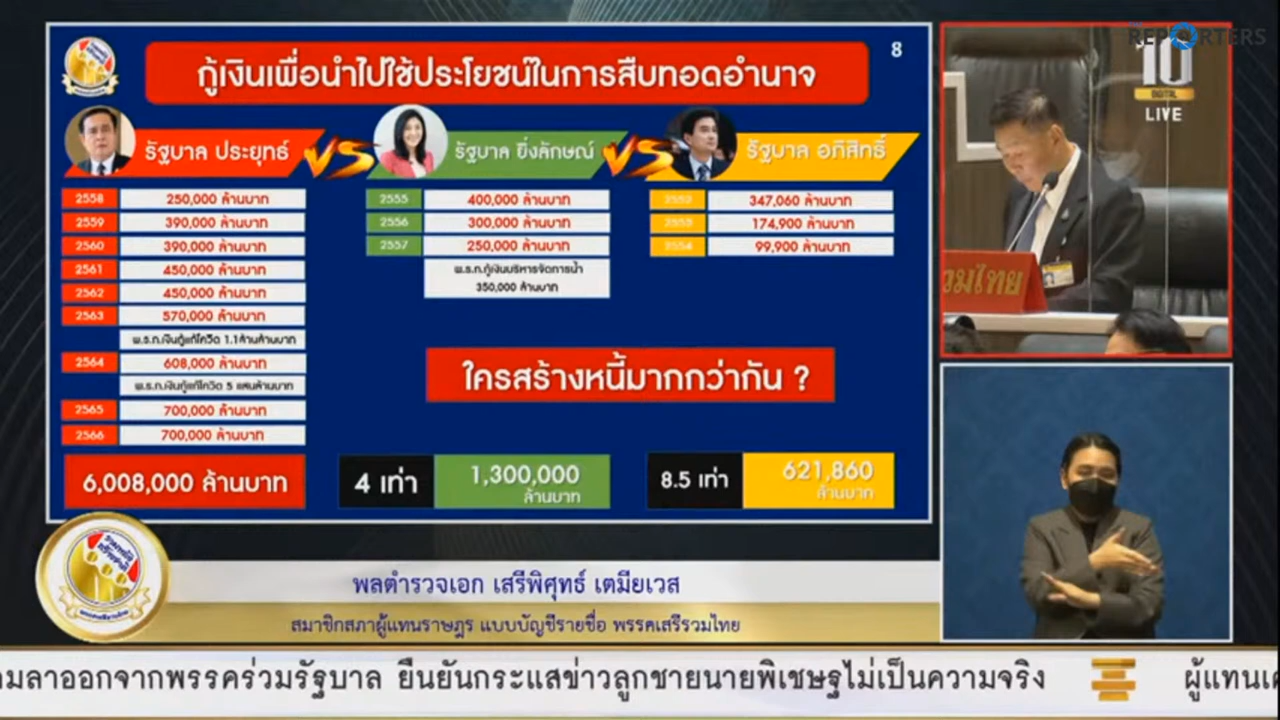 THE REPORTERS
10
DIGITAL
LIVE
8
กู้เงินเพื่อนำไปใช้ประโยชน์ในการสืบทอดอำนาจ
รัฐบาล ประยุทธ์ VS รัฐบาล ยิ่งลักษณ์ VS รัฐบาล อภิสิทธิ์
2558 250,000 ล้านบาท
2559 390,000 ล้านบาท
2560 390,000 ล้านบาท
2561 450,000 ล้านบาท
2562 450,000 ล้านบาท
2563 570,000 ล้านบาท
พ.ร.ก.เงินกู้แก้โควิด 1.1ล้านล้านบาท
2564 608,000 ล้านบาท
พ.ร.ก.เงินกู้แก้โควิด 5 แสนล้านบาท
2565 700,000 ล้านบาท
2566 700,000 ล้านบาท
6,008,000 ล้านบาท
2555 400,000 ล้านบาท
2556 300,000 ล้านบาท
2557 250,000 ล้านบาท
พ.ร.ก.กู้เงินบริหารจัดการน้ำ
350,000 ล้านบาท
2552 347,060 ล้านบาท
2553 174,900 ล้านบาท
2554 99,900 ล้านบาท
ใครสร้างหนี้มากกว่ากัน ?
4 เท่า
1,300,000
ล้านบาท
8.5 เท่า
621,860
ล้านบาท
รวมไทย
พลตำรวจเอก เสรีพิศุทธ์ เตมียเวส
สมาชิกสภาผู้แทนราษฎร แบบบัญชีรายชื่อ พรรคเสรีรวมไทย
ามลาออกจากพรรคร่วมรัฐบาล ยืนยันกระแสข่าวลูกชายนายพิเชษฐไม่เป็นความจริง ผู้แทน